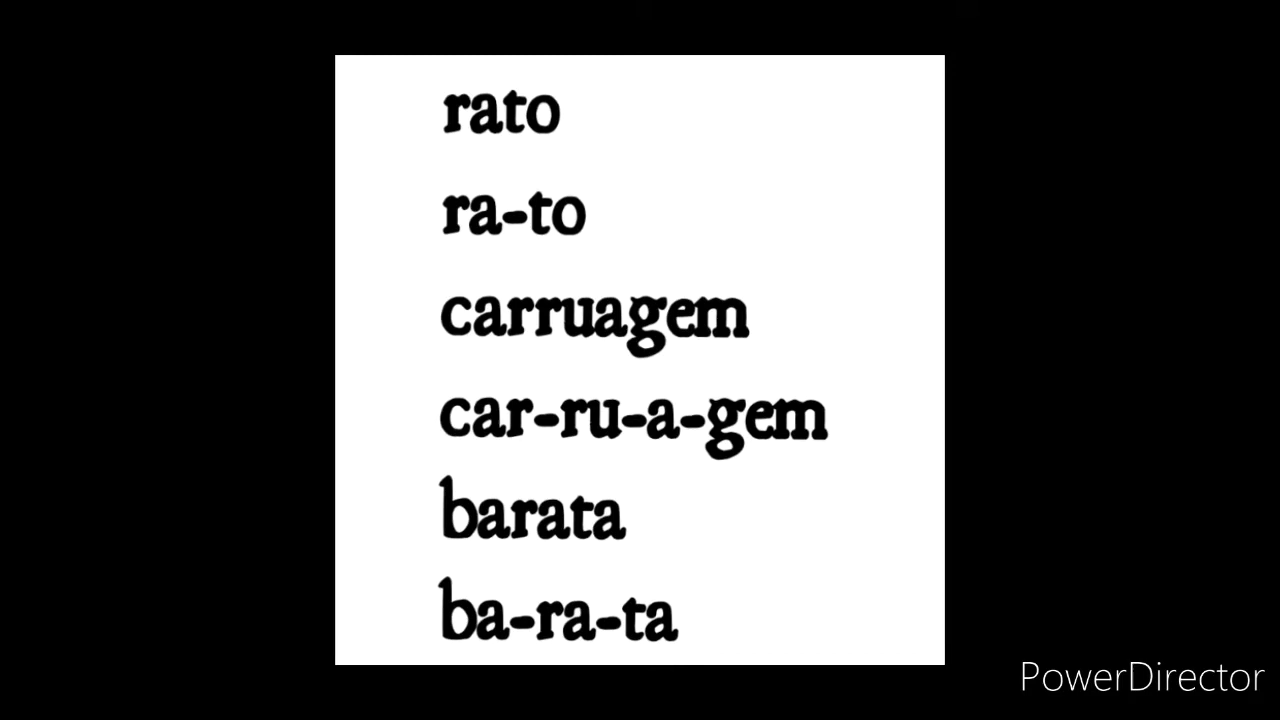 rato
ra-to
carruagem
car-ru-a-gem
barata
ba-ra-ta
PowerDirector